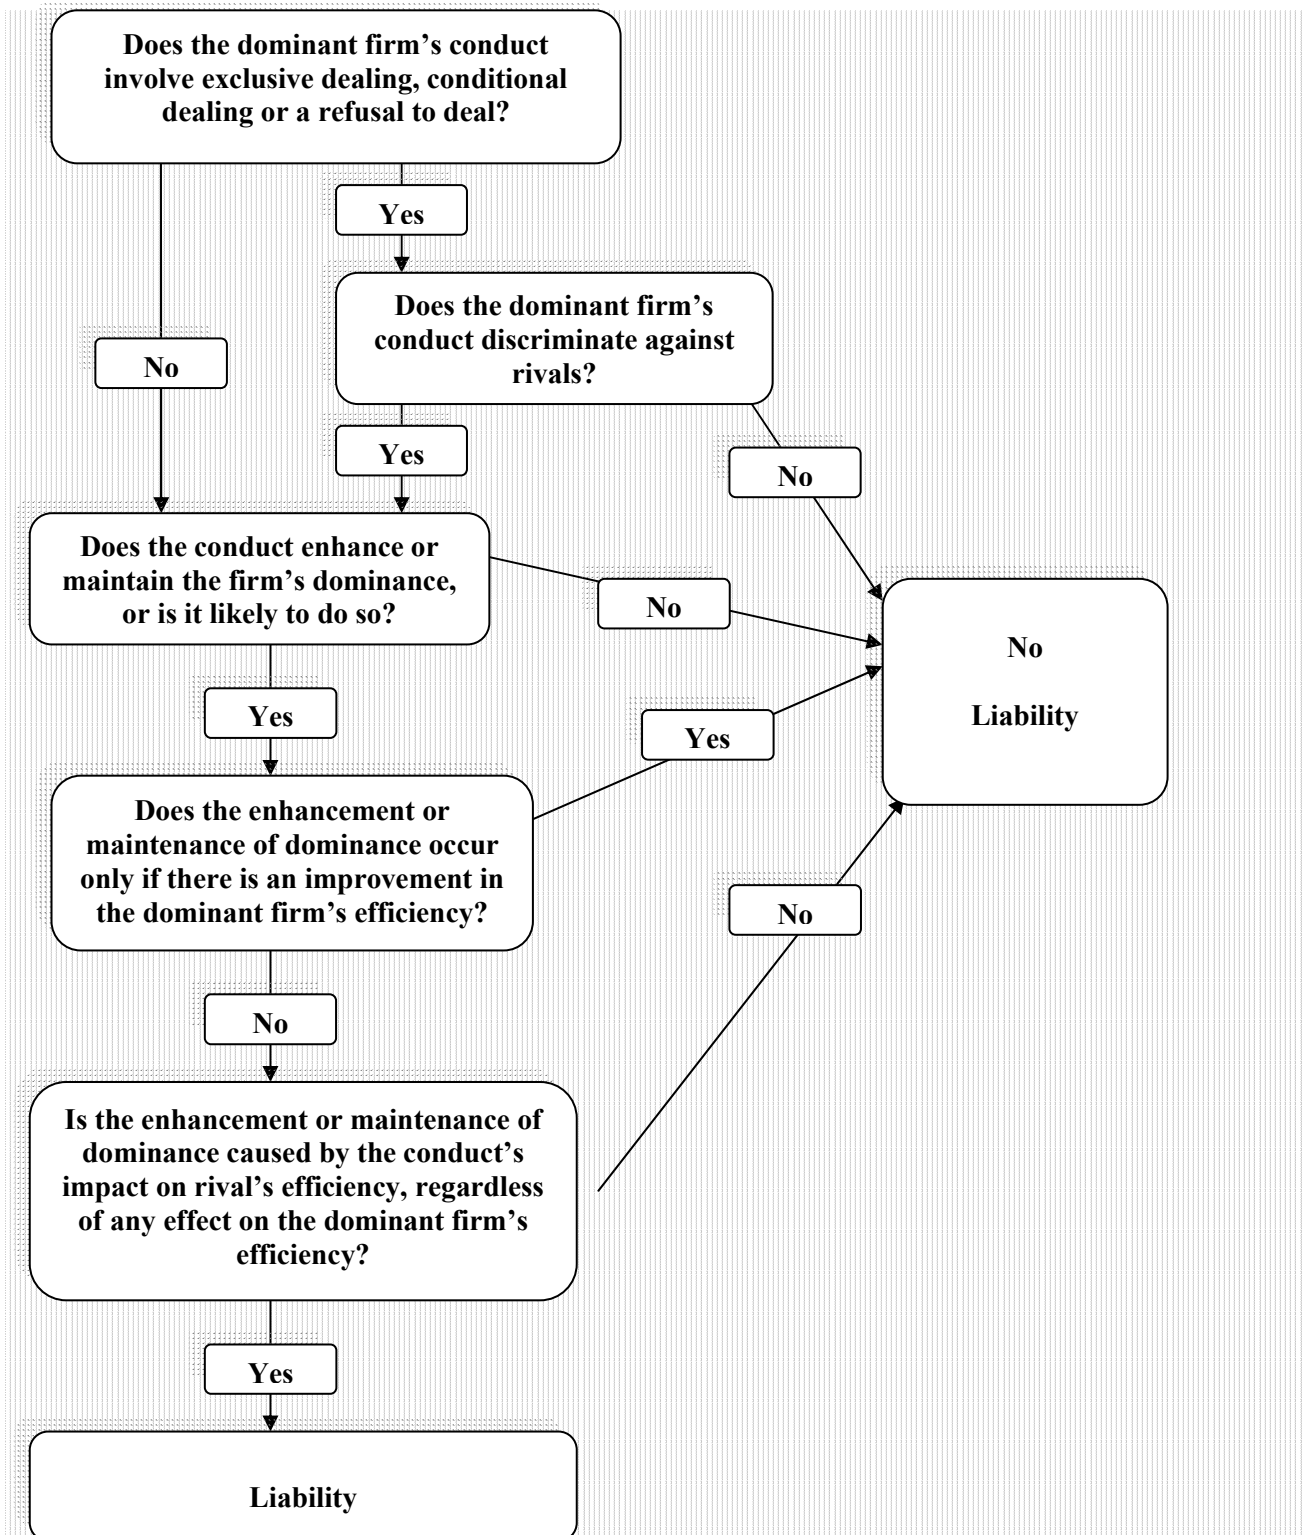 Does the dominant firm’s conduct
involve exclusive dealing, conditional
dealing or a refusal to deal?
Yes
Does the dominant firm’s
conduct discriminate against
rivals?
No
Yes
No
Does the conduct enhance or
maintain the firm’s dominance,
or is it likely to do so?
No
No
Liability
Yes
Yes
Does the enhancement or
maintenance of dominance occur
only if there is an improvement in
the dominant firm’s efficiency?
No
No
Is the enhancement or maintenance of
dominance caused by the conduct’s
impact on rival’s efficiency, regardless
of any effect on the dominant firm’s
efficiency?
Yes
Liability